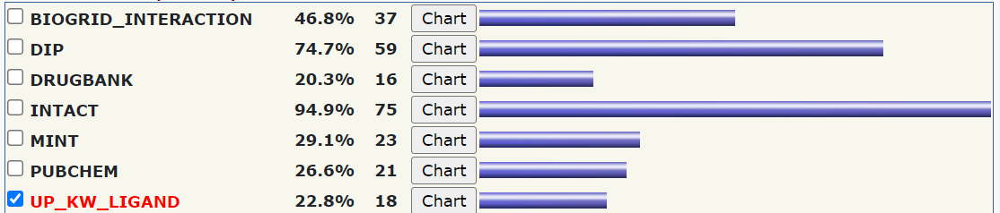 BIOGRID_INTERACTION 46.8% 37 Chart
DIP 74.7% 59 Chart
DRUGBANK 20.3% 16 Chart
INTACT 94.9% 75 Chart
MINT 29.1% 23 Chart
PUBCHEM 26.6% 21 Chart
UP_KW_LIGAND 22.8% 18 Chart